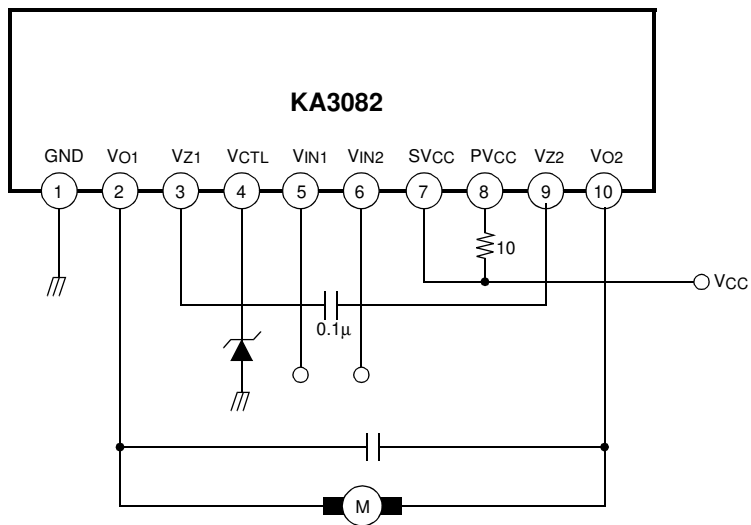 KA3082
GND VO1 VZ1 VCTL VIN1 VIN2 SVCC PVCC VZ2 VO2
1 2 3 4 5 6 7 8 9 10
10
VCC
0.1μ
M